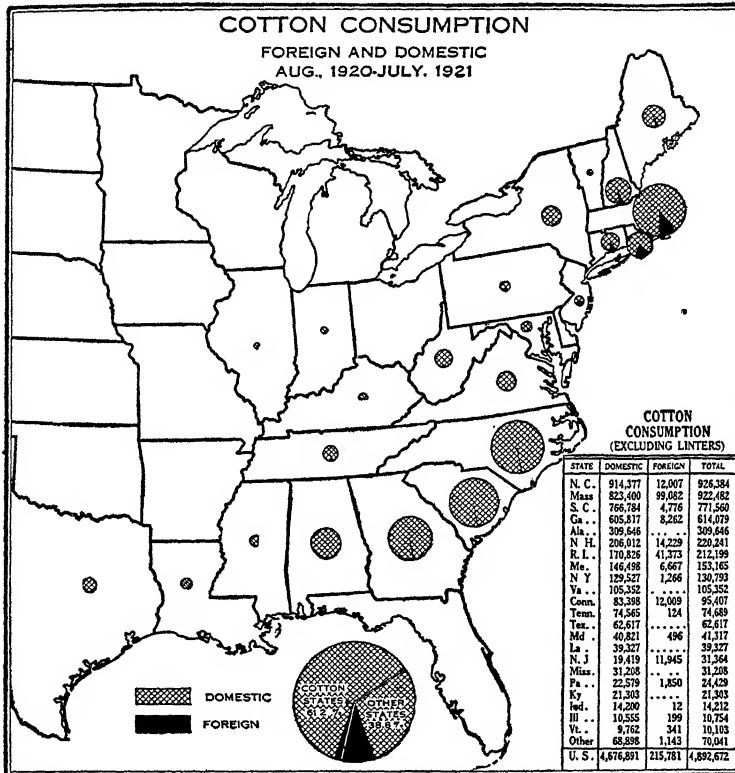 COTTON CONSUMPTION
FOREIGN AND DOMESTIC
AUG., 1920-JULY. 1921
COTTON
CONSUMPTION
(EXCLUDING LINTERS)
STATE DOMESTIC FOREIGN TOTAL
N. C. 914,377 12,007 926,384
Mass 823,400 99,082 922,482
S. C. 766,784 4,776 771,560
Ga . . 605,817 8,262 614,079
Ala . . 309,646 . . . . . 309,646
N H. 206,012 14,229 220,241
R. I. . 170,826 41,373 212,199
Me. . 146,498 6,667 153,165
N Y 129,527 1,266 130,793
Va . . 105,352 . . . . . 105,352
Conn. 83,398 12,009 95,407
Tenn. 74,565 124 74,689
Tex. . 62,617 . . . . . . 62,617
Md . 40,821 496 41,317
La . . 39,327 . . . . . . 39,327
N. J 19,419 11,945 31,364
Miss. 31,208 . . . . 31,208
Pa . . 22,579 1,850 24,429
Ky 21,303 . . . . . 21,303
Ind. 14,200 12 14,212
Ill . . 10,555 199 10,754
Vt. . 9,762 341 10,103
Other 68,898 1,143 70,041
U. S. 4,676,891 215,781 4,892,672
COTTON
STATES
61.2 %
OTHER
STATES
38.8 %
DOMESTIC
FOREIGN